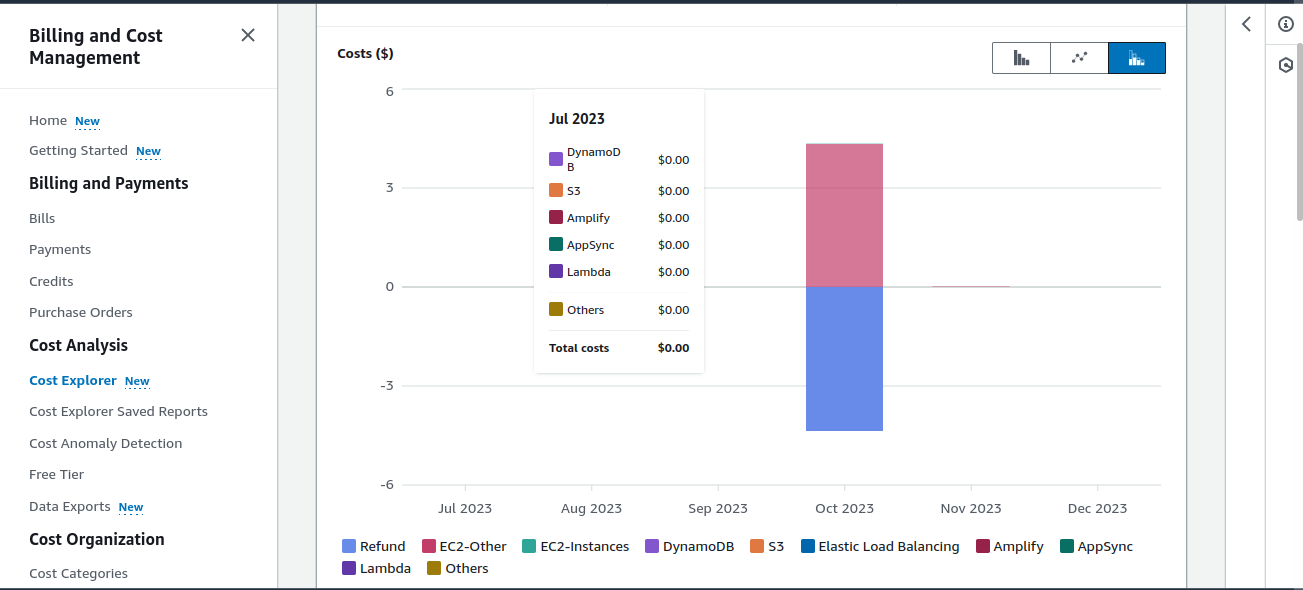 Billing and Cost
Management
Home New
Getting Started New
Billing and Payments
Bills
Payments
Credits
Purchase Orders
Cost Analysis
Cost Explorer New
Cost Explorer Saved Reports
Cost Anomaly Detection
Free Tier
Data Exports New
Cost Organization
Cost Categories
Costs ($)
6
3
0
-3
-6
Jul 2023
DynamoD
B $0.00
S3 $0.00
Amplify $0.00
AppSync $0.00
Lambda $0.00
Others $0.00
Total costs $0.00
Jul 2023 Aug 2023 Sep 2023 Oct 2023 Nov 2023 Dec 2023
Refund EC2-Other EC2-Instances DynamoDB S3 Elastic Load Balancing Amplify AppSync
Lambda Others